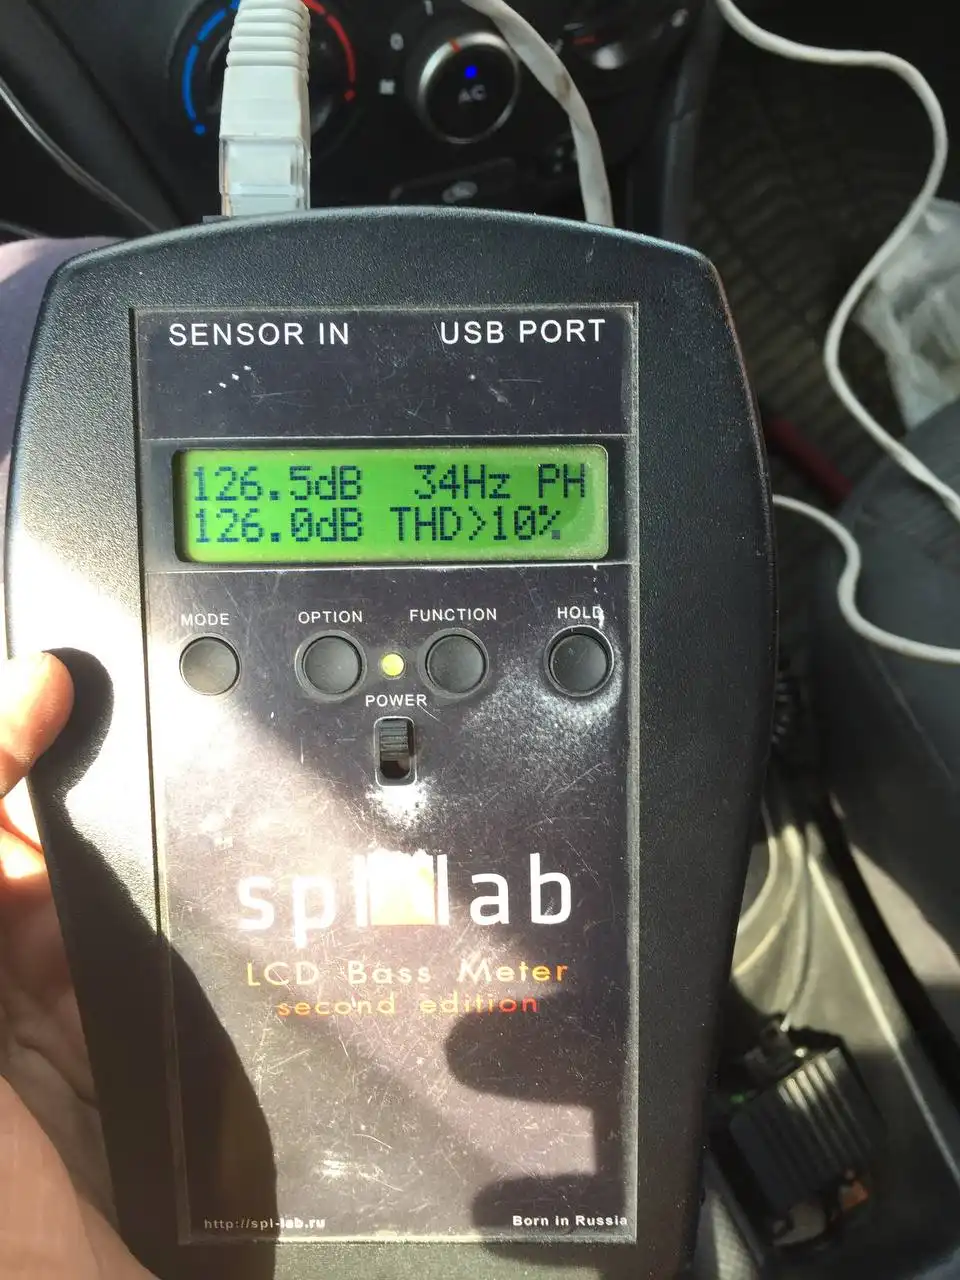 AC
SENSOR IN USB PORT
126.5dB 34Hz PH
126.0dB THD>10%
MODE OPTION FUNCTION HOLD
POWER
spl lab
LCD Bass Meter
second edition
http://spl-lab.ru Born in Russia